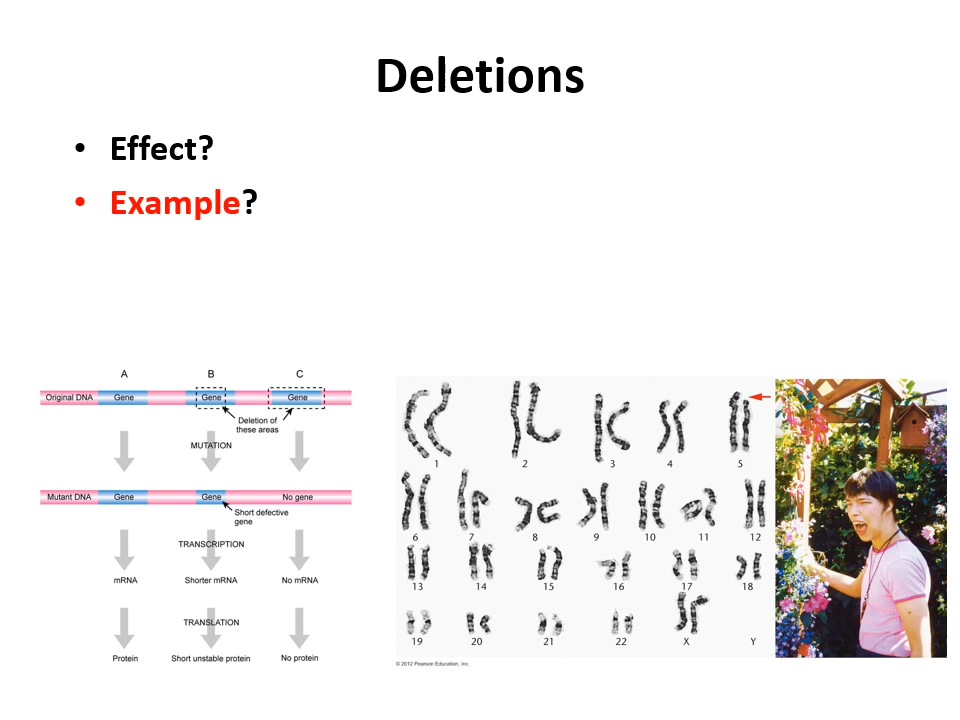 Deletions
• Effect?
• Example?
A B C
Original DNA Gene Gene Gene
Deletion of
these areas
MUTATION
Mutant DNA Gene Gene No gene
Short defective
gene
TRANSCRIPTION
mRNA Shorter mRNA No mRNA
TRANSLATION
Protein Short unstable protein No protein
1 2 3 4 5
6 7 8 9 10 11 12
13 14 15 16 17 18
19 20 21 22 X Y
© 2012 Pearson Education, Inc.